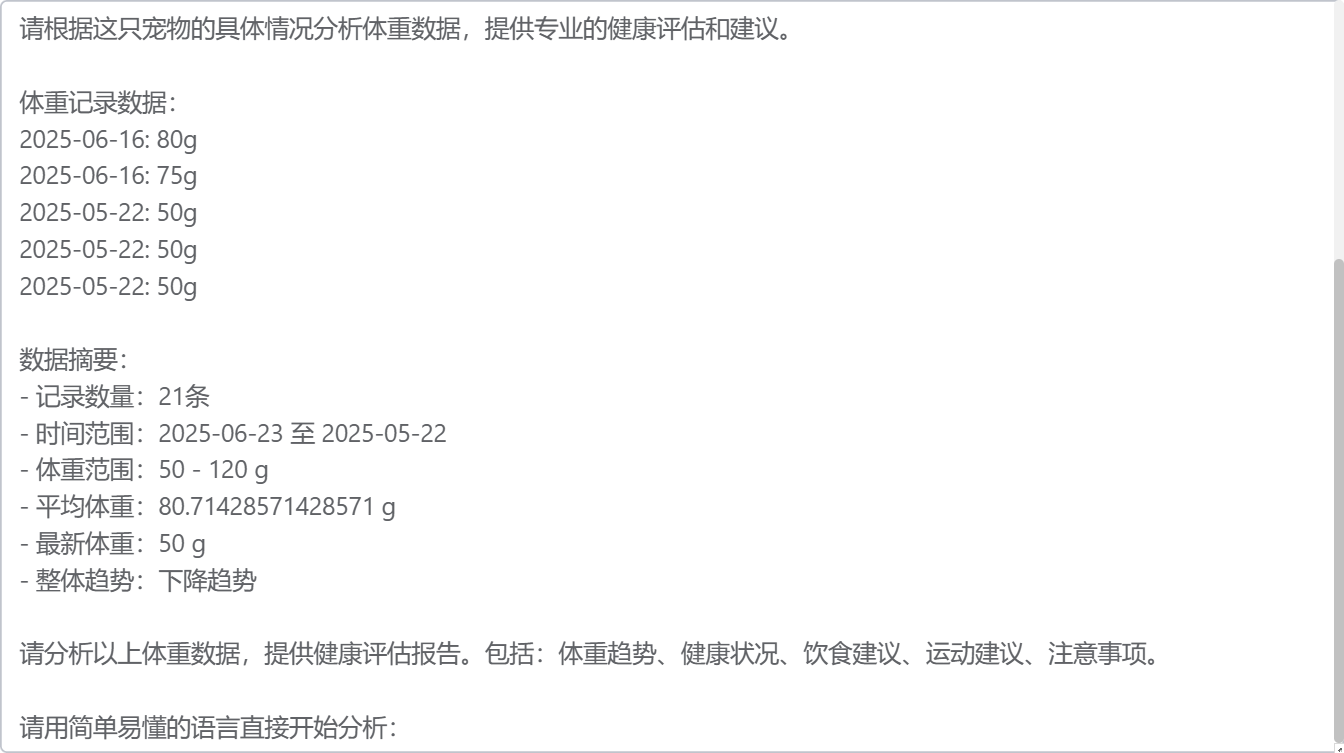 请根据这只宠物的具体情况分析体重数据，提供专业的健康评估和建议。
体重记录数据：
2025-06-16: 80g
2025-06-16: 75g
2025-05-22: 50g
2025-05-22: 50g
2025-05-22: 50g
数据摘要：
- 记录数量：21条
- 时间范围：2025-06-23 至 2025-05-22
- 体重范围：50 - 120 g
- 平均体重：80.71428571428571 g
- 最新体重：50 g
- 整体趋势：下降趋势
请分析以上体重数据，提供健康评估报告。包括：体重趋势、健康状况、饮食建议、运动建议、注意事项。
请用简单易懂的语言直接开始分析：